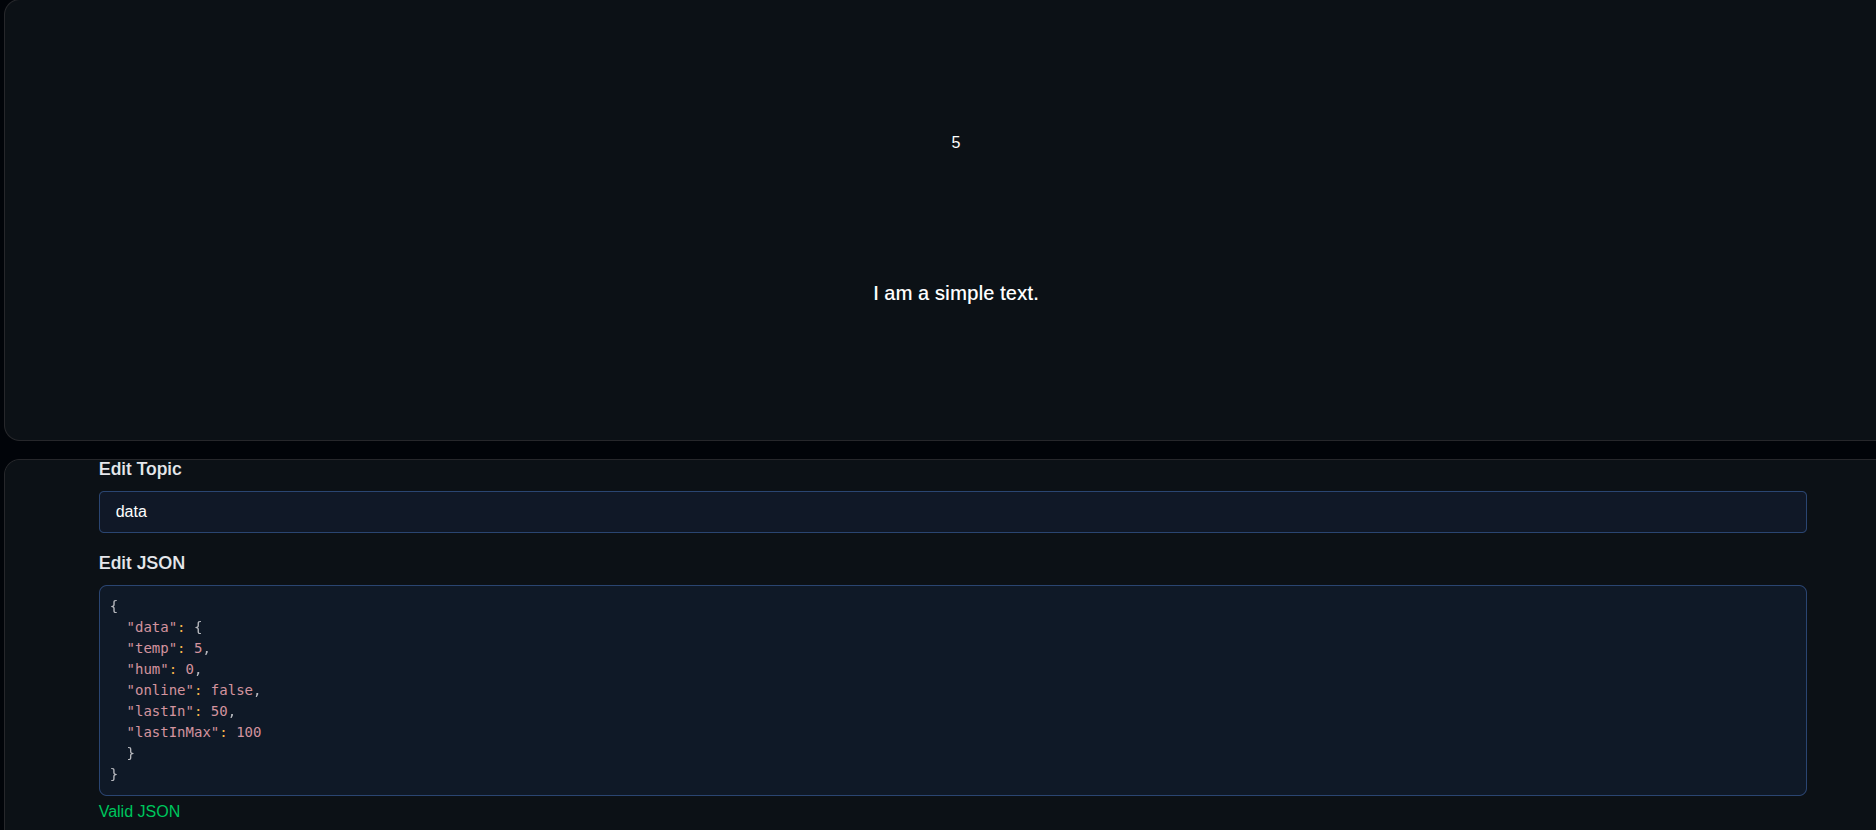 5
I am a simple text.
Edit Topic
data
Edit JSON
{
  "data": {
  "temp": 5,
  "hum": 0,
  "online": false,
  "lastIn": 50,
  "lastInMax": 100
  }
}
Valid JSON